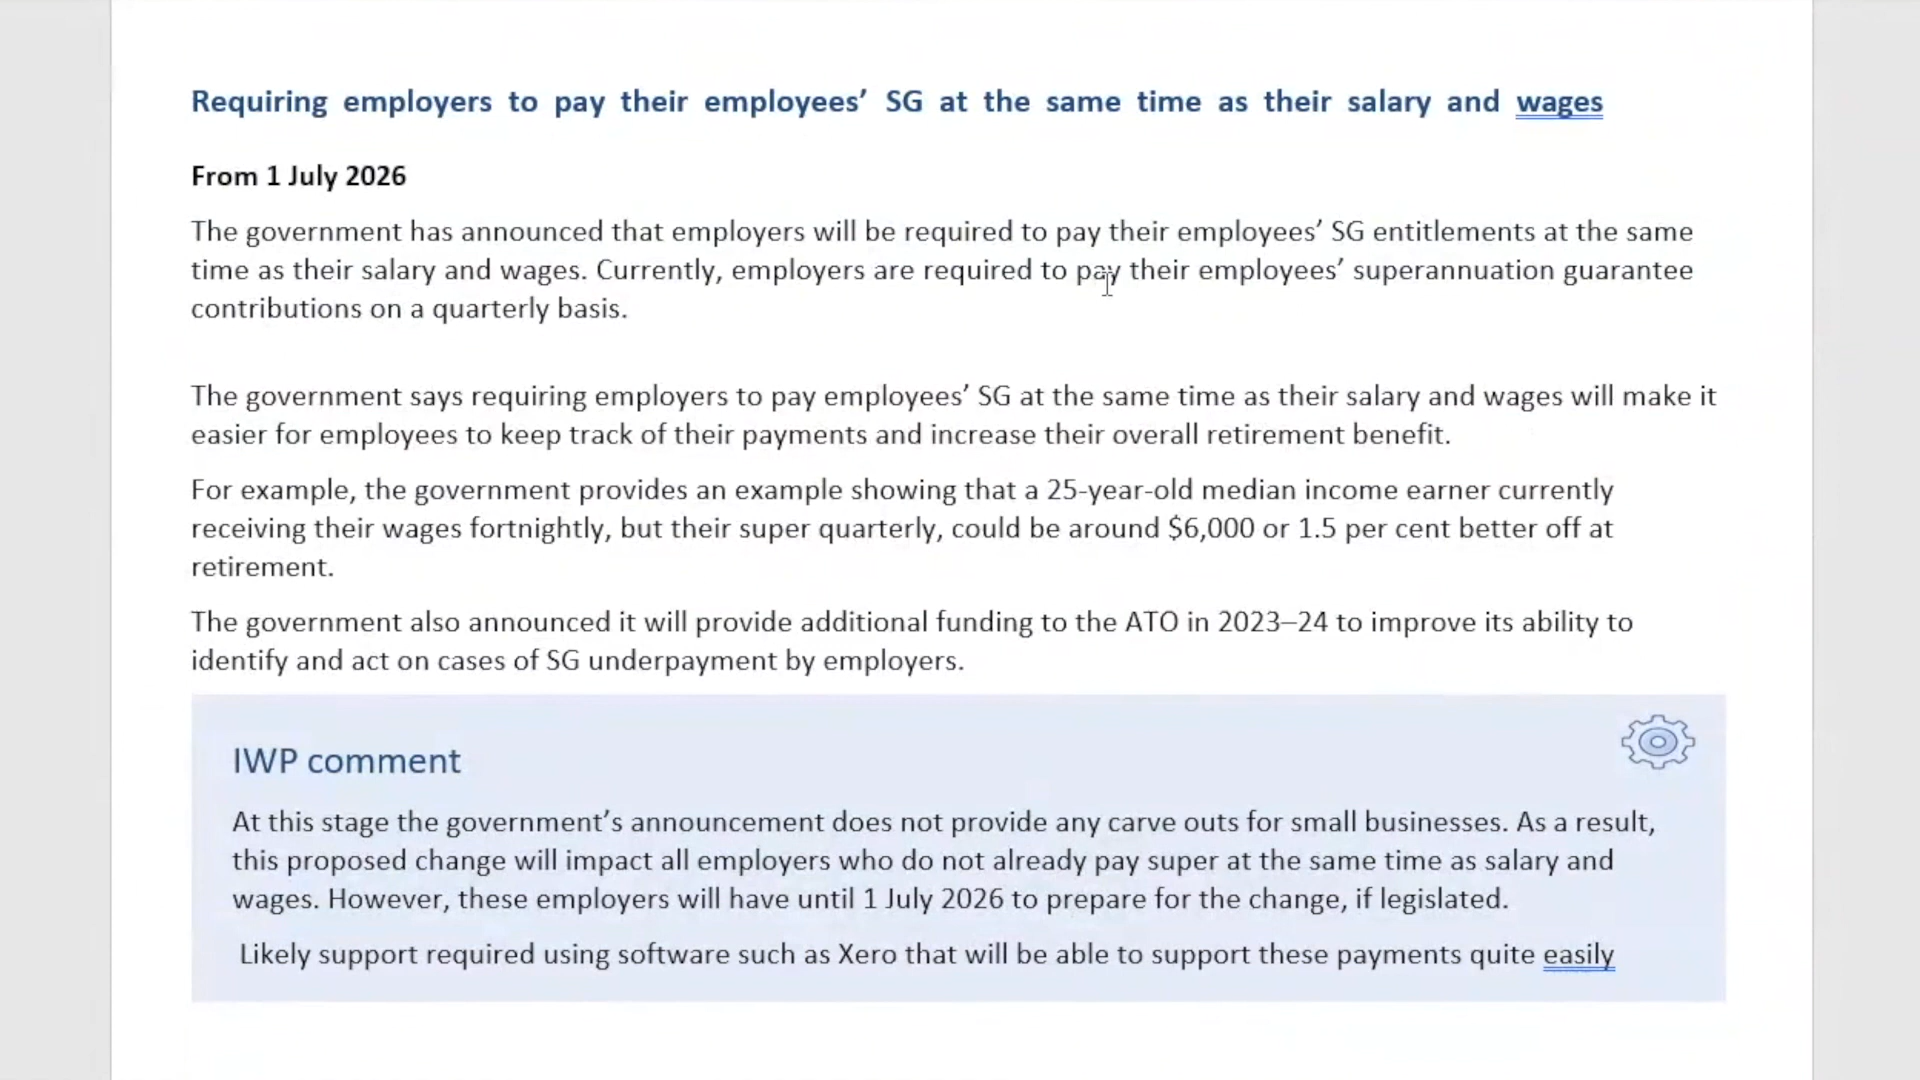 Requiring employers to pay their employees’ SG at the same time as their salary and wages
From 1 July 2026
The government has announced that employers will be required to pay their employees’ SG entitlements at the same
time as their salary and wages. Currently, employers are required to pay their employees’ superannuation guarantee
contributions on a quarterly basis.
The government says requiring employers to pay employees’ SG at the same time as their salary and wages will make it
easier for employees to keep track of their payments and increase their overall retirement benefit.
For example, the government provides an example showing that a 25-year-old median income earner currently
receiving their wages fortnightly, but their super quarterly, could be around $6,000 or 1.5 per cent better off at
retirement.
The government also announced it will provide additional funding to the ATO in 2023–24 to improve its ability to
identify and act on cases of SG underpayment by employers.
IWP comment
At this stage the government’s announcement does not provide any carve outs for small businesses. As a result,
this proposed change will impact all employers who do not already pay super at the same time as salary and
wages. However, these employers will have until 1 July 2026 to prepare for the change, if legislated.
Likely support required using software such as Xero that will be able to support these payments quite easily